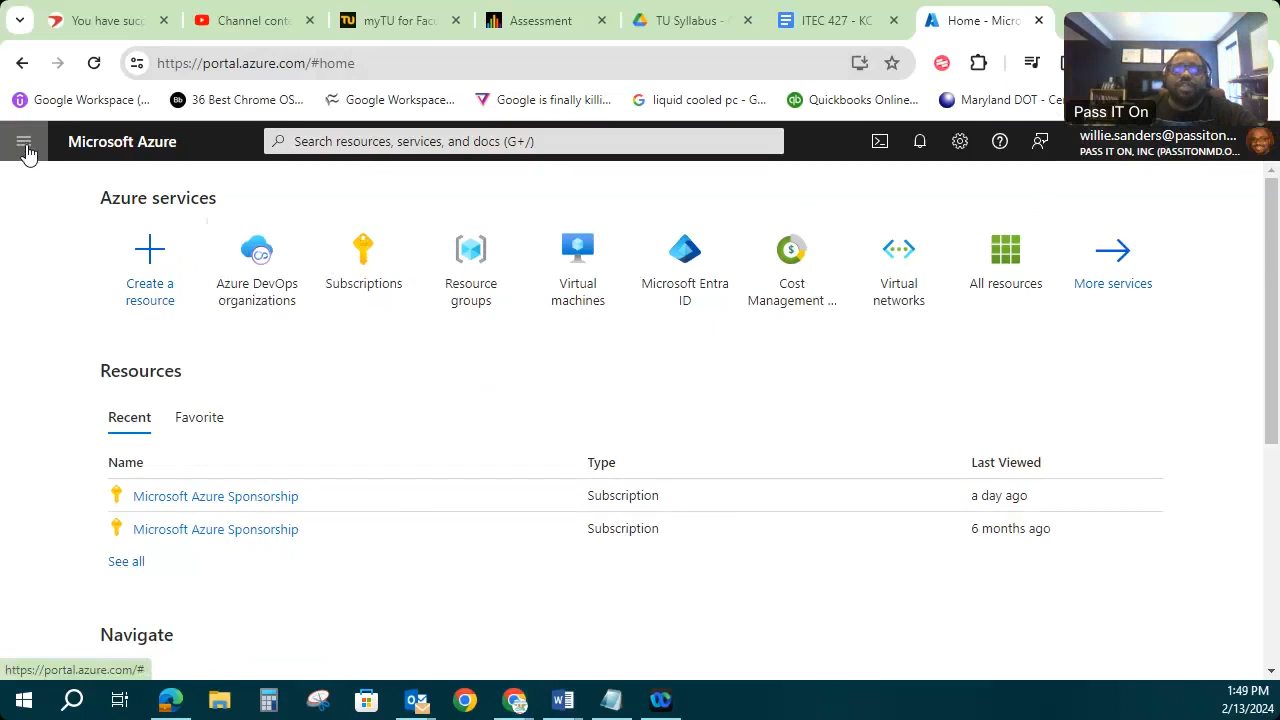 You have succ
Channel cont
myTU for Facu
Assessment
TU Syllabus - A
ITEC 427 - KC
Home - Micro
https://portal.azure.com/#home
Google Workspace (...
Bb
36 Best Chrome OS...
Google Workspace...
Google is finally killi...
liquid cooled pc - G...
Quickbooks Online...
Maryland DOT - Ce
Pass IT On
Microsoft Azure
Search resources, services, and docs (G+/)
willie.sanders@passiton...
PASS IT ON, INC (PASSITONMD.O...
Azure services
Create a resource
Azure DevOps organizations
Subscriptions
Resource groups
Virtual machines
Microsoft Entra ID
Cost Management ...
Virtual networks
All resources
More services
Resources
Recent
Favorite
Name Type Last Viewed
Microsoft Azure Sponsorship Subscription a day ago
Microsoft Azure Sponsorship Subscription 6 months ago
See all
Navigate
https://portal.azure.com/#
1:49 PM
2/13/2024